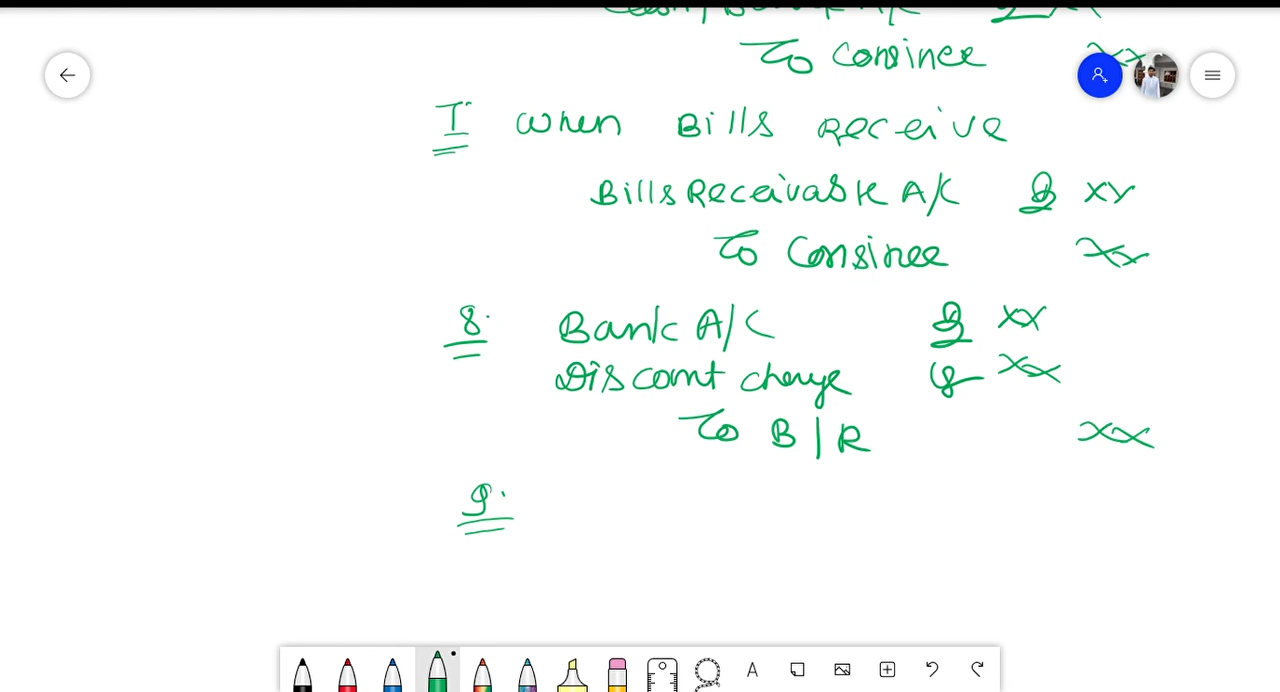 To Consinee xx
7. When Bills Receive
Bills Receivable A/C Dr xx
To Consinee xx
8. Bank A/C Dr xx
Discount charge Dr xx
To B/R xx
9.
A